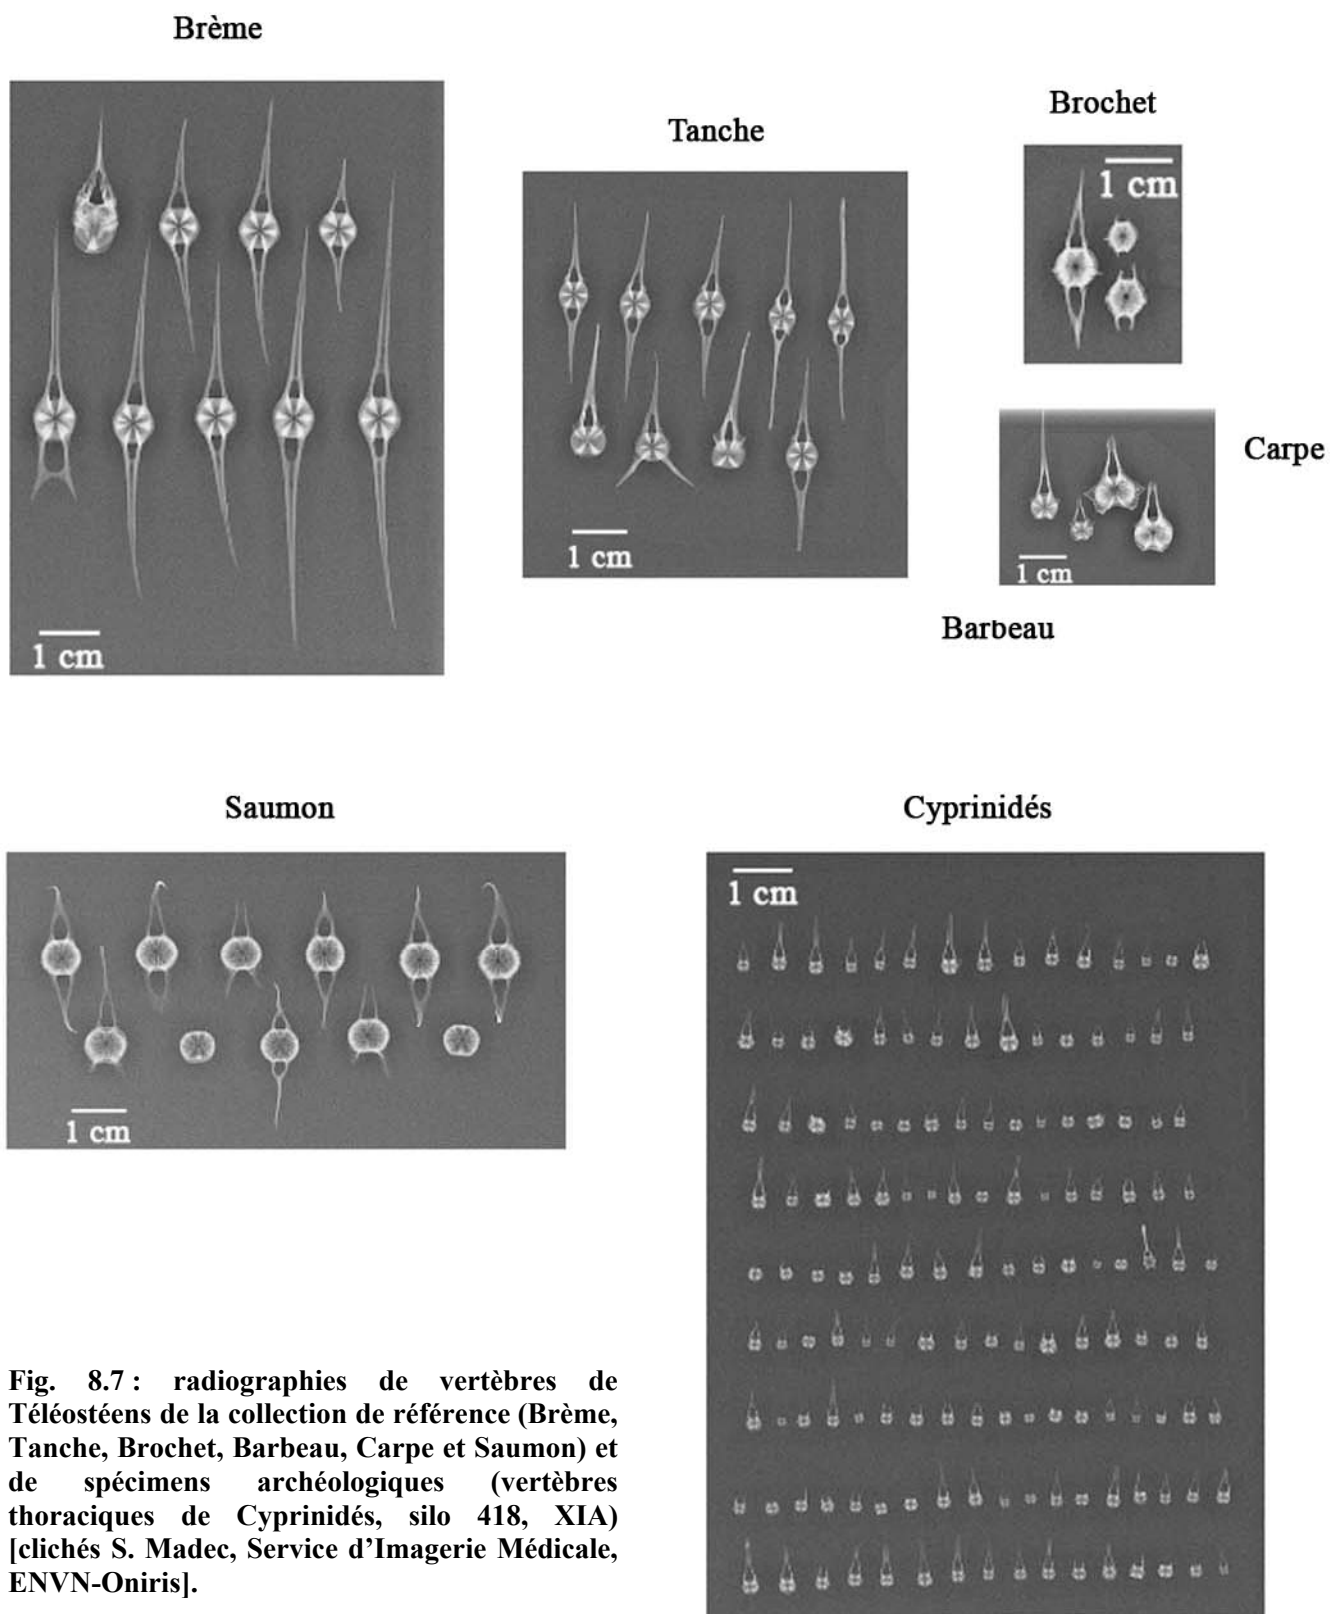 Brème
Tanche
Brochet
1 cm
Carpe
1 cm
1 cm
1 cm
Barbeau
Saumon
Cyprinidés
1 cm
1 cm
Fig. 8.7 : radiographies de vertèbres de
Téléostéens de la collection de référence (Brème,
Tanche, Brochet, Barbeau, Carpe et Saumon) et
de spécimens archéologiques (vertèbres
thoraciques de Cyprinidés, silo 418, XIA)
[clichés S. Madec, Service d’Imagerie Médicale,
ENVN-Oniris].